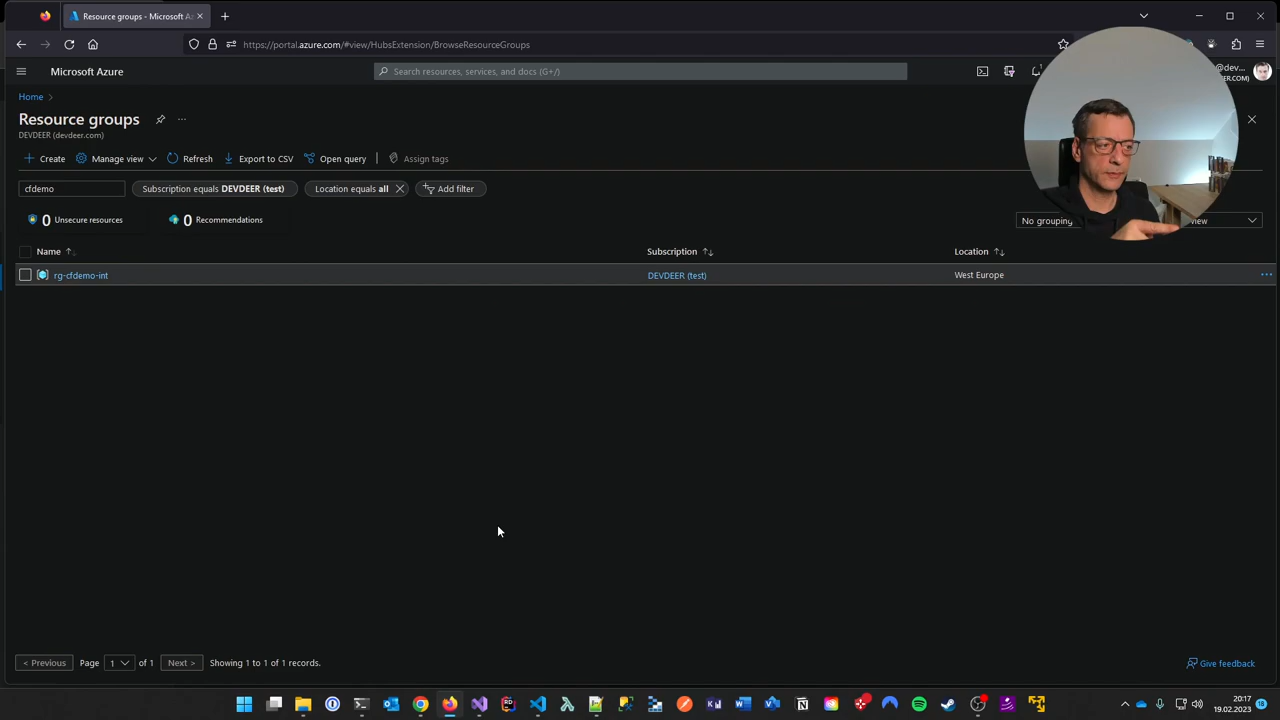 Resource groups - Microsoft Az
https://portal.azure.com/#view/HubsExtension/BrowseResourceGroups
Microsoft Azure
Search resources, services, and docs (G+/)
@dev...
Home
Resource groups
DEVDEER (devdeer.com)
Create
Manage view
Refresh
Export to CSV
Open query
Assign tags
cfdemo
Subscription equals DEVDEER (test)
Location equals all
Add filter
0 Unsecure resources
0 Recommendations
No grouping
view
Name
Subscription
Location
rg-cfdemo-int
DEVDEER (test)
West Europe
< Previous
Page
1
of 1
Next >
Showing 1 to 1 of 1 records.
Give feedback
20:17
19.02.2023